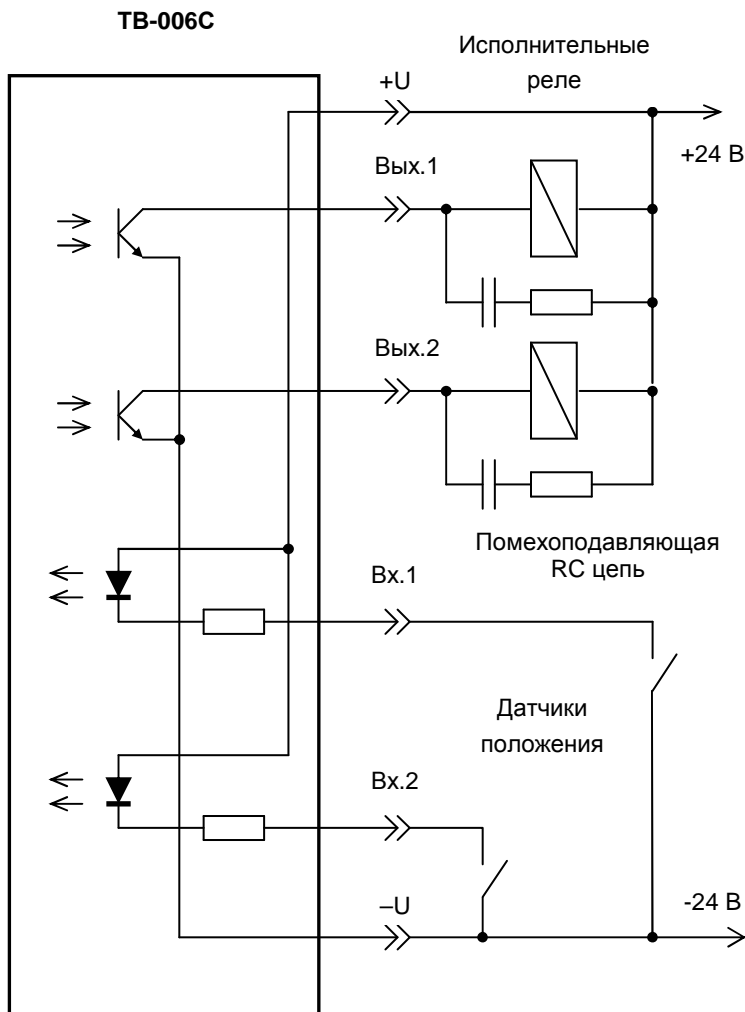 ТВ-006С
Исполнительные
реле
+U
+24 В
Вых.1
Вых.2
Помехоподавляющая
RC цепь
Вх.1
Датчики
положения
Вх.2
–U
-24 В